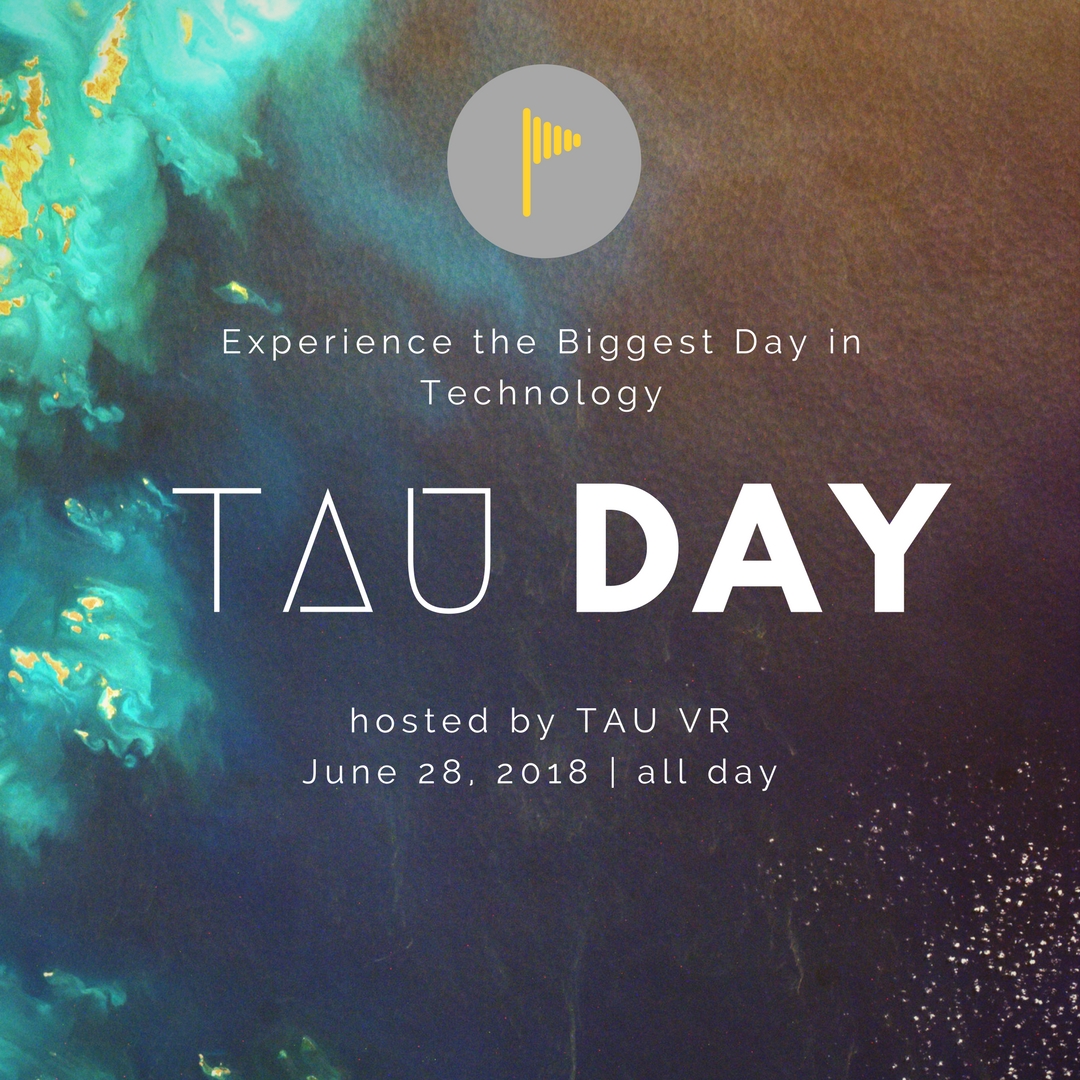 Experience the Biggest Day in
Technology
TAU DAY
hosted by TAU VR
June 28, 2018 | all day